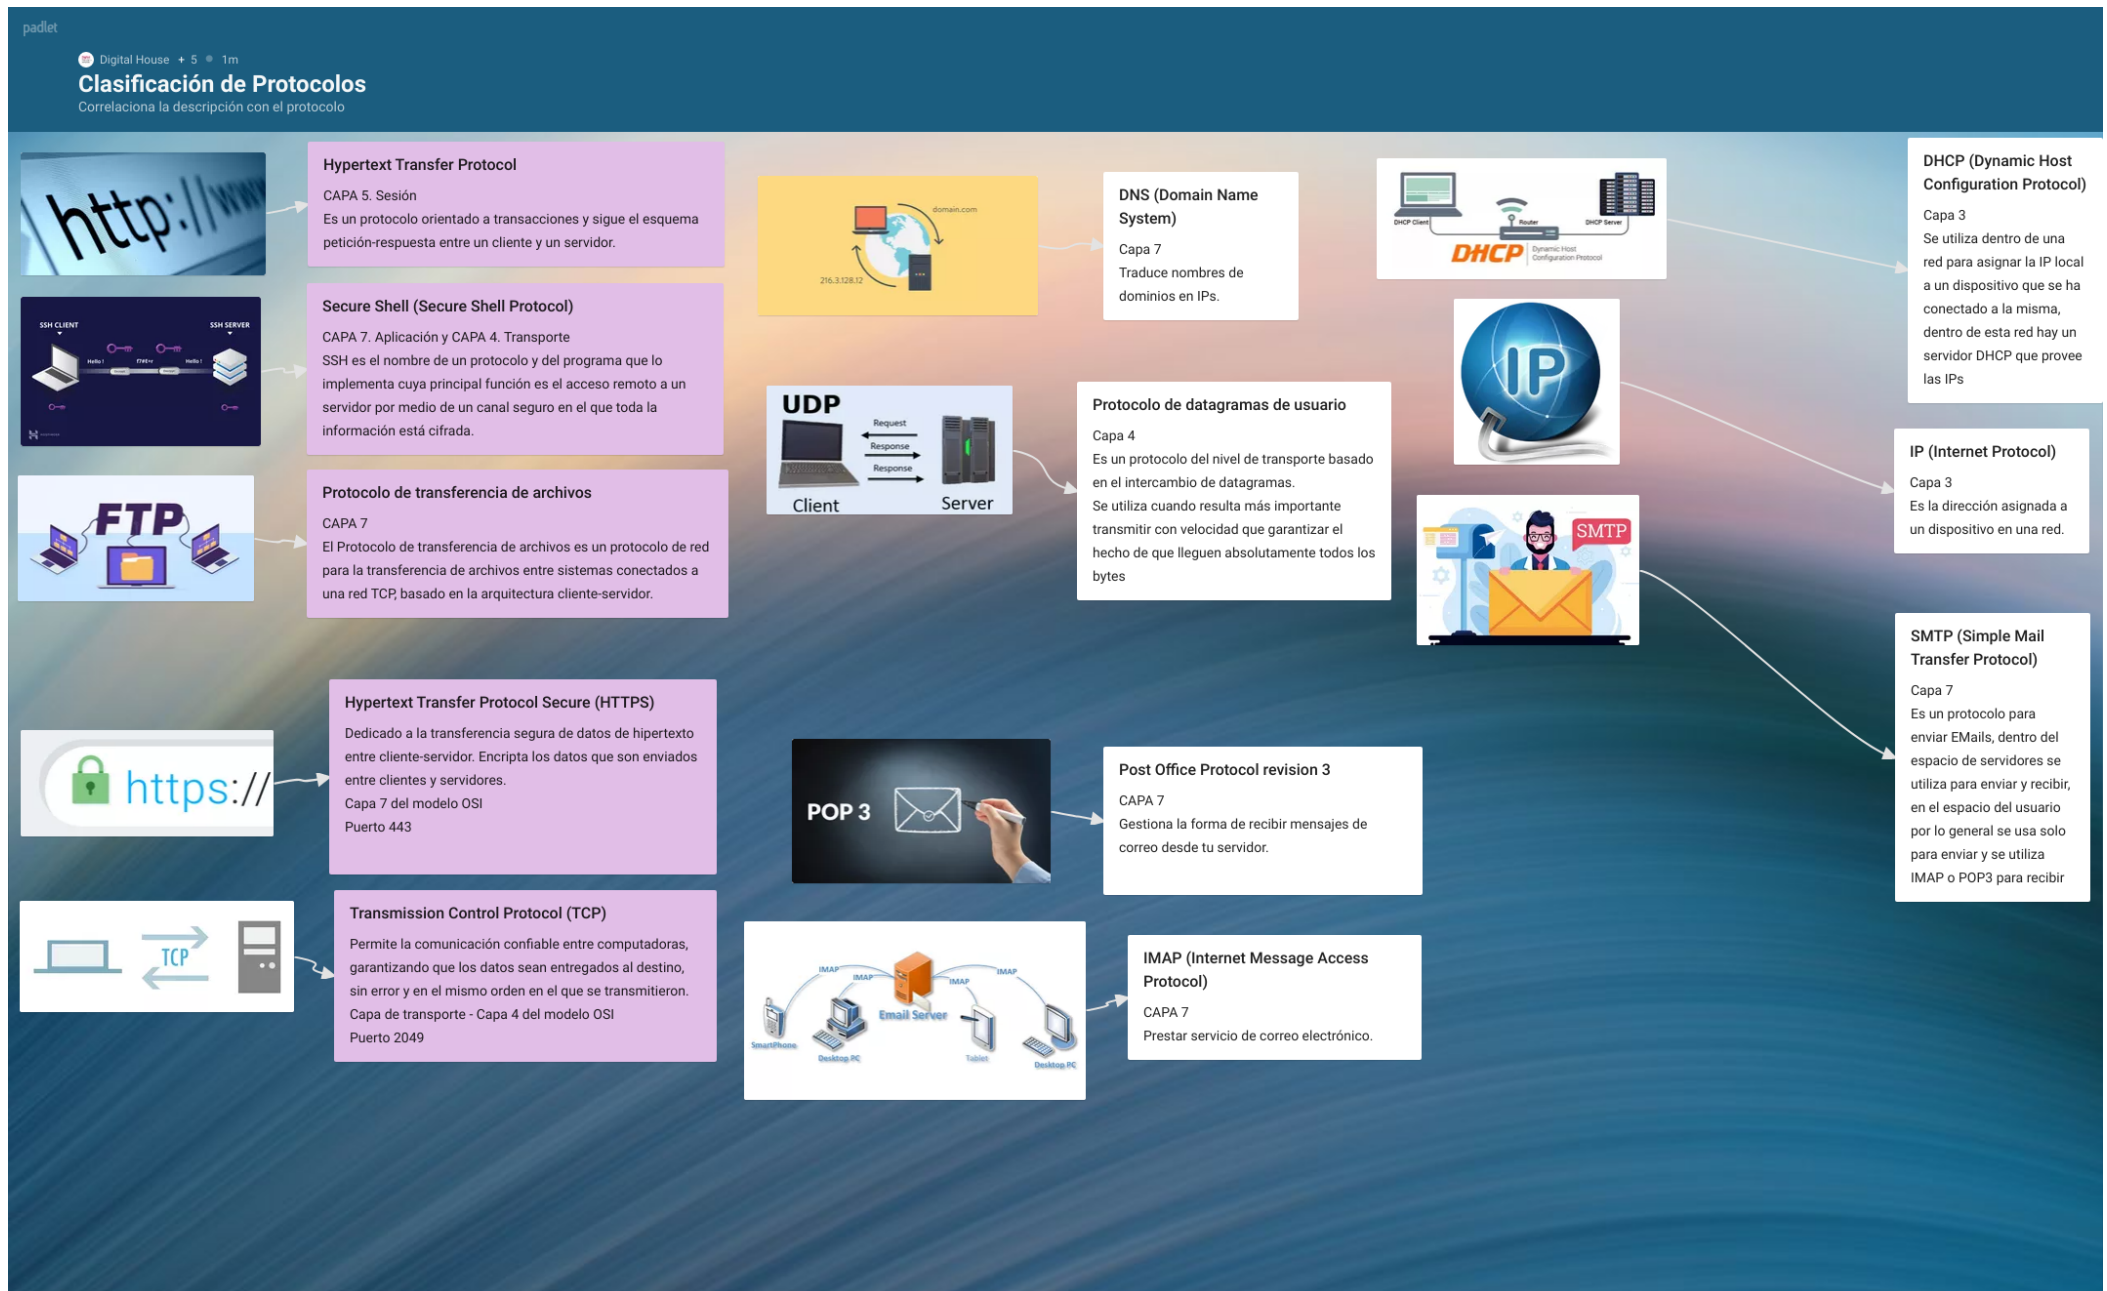 padlet
Digital House + 5 1m
Clasificación de Protocolos
Correlaciona la descripción con el protocolo
http://www
Hypertext Transfer Protocol
CAPA 5. Sesión
Es un protocolo orientado a transacciones y sigue el esquema
petición-respuesta entre un cliente y un servidor.
SSH CLIENT
SSH SERVER
Hello !
Hello !
Secure Shell (Secure Shell Protocol)
CAPA 7. Aplicación y CAPA 4. Transporte
SSH es el nombre de un protocolo y del programa que lo
implementa cuya principal función es el acceso remoto a un
servidor por medio de un canal seguro en el que toda la
información está cifrada.
FTP
Protocolo de transferencia de archivos
CAPA 7
El Protocolo de transferencia de archivos es un protocolo de red
para la transferencia de archivos entre sistemas conectados a
una red TCP, basado en la arquitectura cliente-servidor.
https://
Hypertext Transfer Protocol Secure (HTTPS)
Dedicado a la transferencia segura de datos de hipertexto
entre cliente-servidor. Encripta los datos que son enviados
entre clientes y servidores.
Capa 7 del modelo OSI
Puerto 443
TCP
Transmission Control Protocol (TCP)
Permite la comunicación confiable entre computadoras,
garantizando que los datos sean entregados al destino,
sin error y en el mismo orden en el que se transmitieron.
Capa de transporte - Capa 4 del modelo OSI
Puerto 2049
domain.com
216.3.128.12
DNS (Domain Name
System)
Capa 7
Traduce nombres de
dominios en IPs.
UDP
Request
Response
Response
Client
Server
Protocolo de datagramas de usuario
Capa 4
Es un protocolo del nivel de transporte basado
en el intercambio de datagramas.
Se utiliza cuando resulta más importante
transmitir con velocidad que garantizar el
hecho de que lleguen absolutamente todos los
bytes
POP 3
Post Office Protocol revision 3
CAPA 7
Gestiona la forma de recibir mensajes de
correo desde tu servidor.
IMAP
IMAP
IMAP
IMAP
Email Server
SmartPhone
Desktop PC
Tablet
Desktop PC
IMAP (Internet Message Access
Protocol)
CAPA 7
Prestar servicio de correo electrónico.
DHCP Client
Router
DHCP Server
DHCP
Dynamic Host
Configuration Protocol
DHCP (Dynamic Host
Configuration Protocol)
Capa 3
Se utiliza dentro de una
red para asignar la IP local
a un dispositivo que se ha
conectado a la misma,
dentro de esta red hay un
servidor DHCP que provee
las IPs
IP
IP (Internet Protocol)
Capa 3
Es la dirección asignada a
un dispositivo en una red.
SMTP
SMTP (Simple Mail
Transfer Protocol)
Capa 7
Es un protocolo para
enviar EMails, dentro del
espacio de servidores se
utiliza para enviar y recibir,
en el espacio del usuario
por lo general se usa solo
para enviar y se utiliza
IMAP o POP3 para recibir